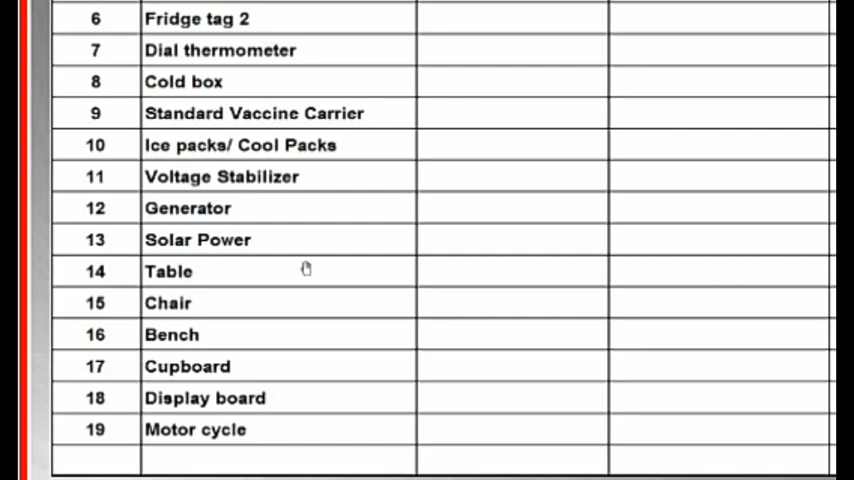 6 Fridge tag 2
7 Dial thermometer
8 Cold box
9 Standard Vaccine Carrier
10 Ice packs/ Cool Packs
11 Voltage Stabilizer
12 Generator
13 Solar Power
14 Table
15 Chair
16 Bench
17 Cupboard
18 Display board
19 Motor cycle